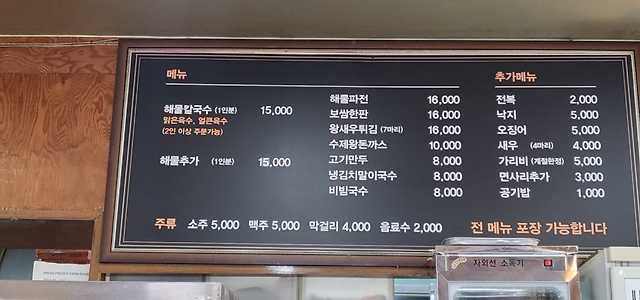 메뉴
해물칼국수 (1인분) 15,000
맑은육수, 얼큰육수
(2인 이상 주문가능)
해물추가 (1인분) 15,000
해물파전 16,000
보쌈한판 16,000
왕새우튀김 (7마리) 16,000
수제왕돈까스 10,000
고기만두 8,000
냉김치말이국수 8,000
비빔국수 8,000
추가메뉴
전복 2,000
낙지 5,000
오징어 5,000
새우 (4마리) 4,000
가리비 (계절한정) 5,000
면사리추가 3,000
공기밥 1,000
주류 소주 5,000 맥주 5,000 막걸리 4,000 음료수 2,000
전 메뉴 포장 가능합니다
자외선 소독기